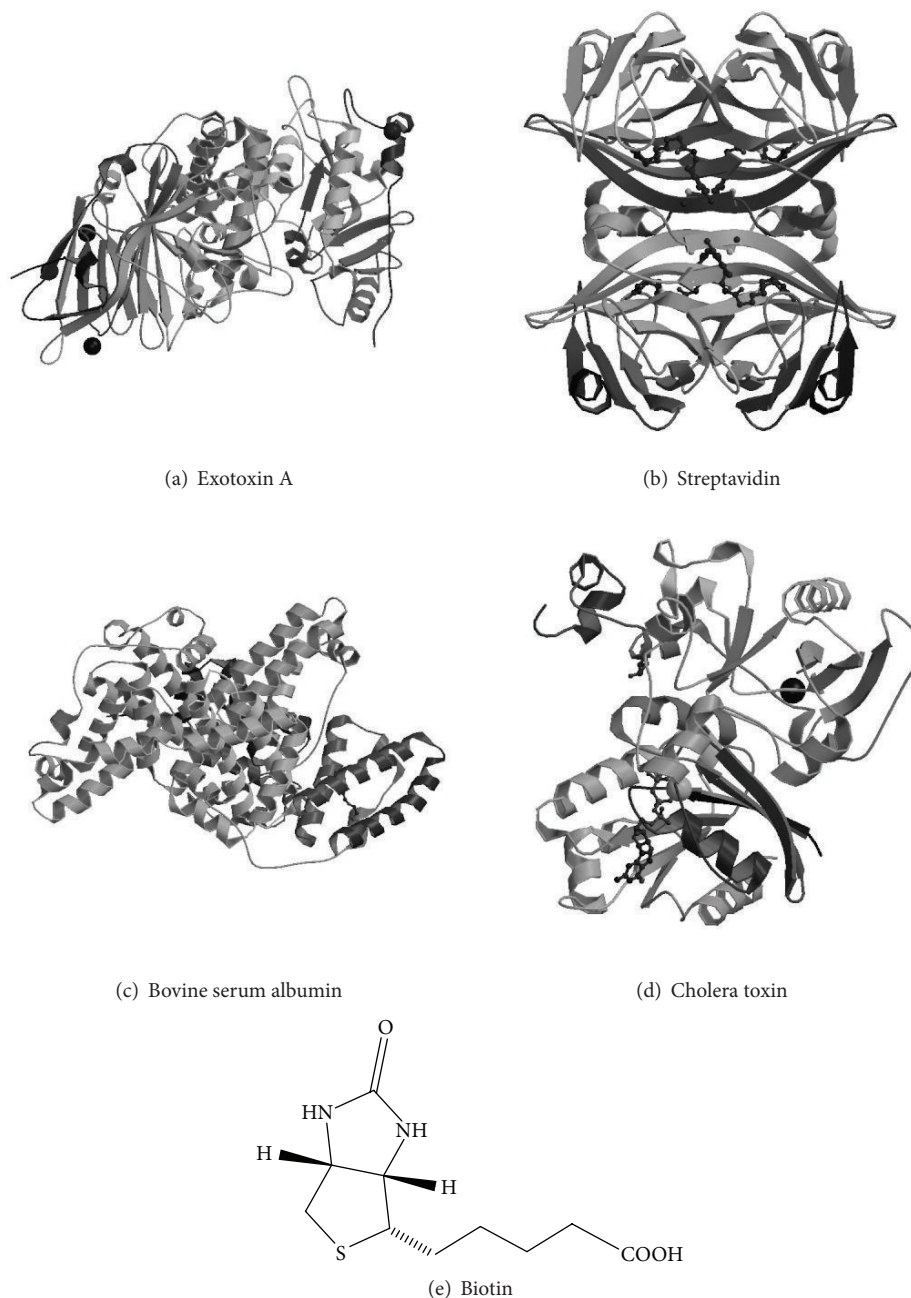 (a) Exotoxin A
(b) Streptavidin
(c) Bovine serum albumin
(d) Cholera toxin
O
HN
NH
H
H
S
COOH
(e) Biotin